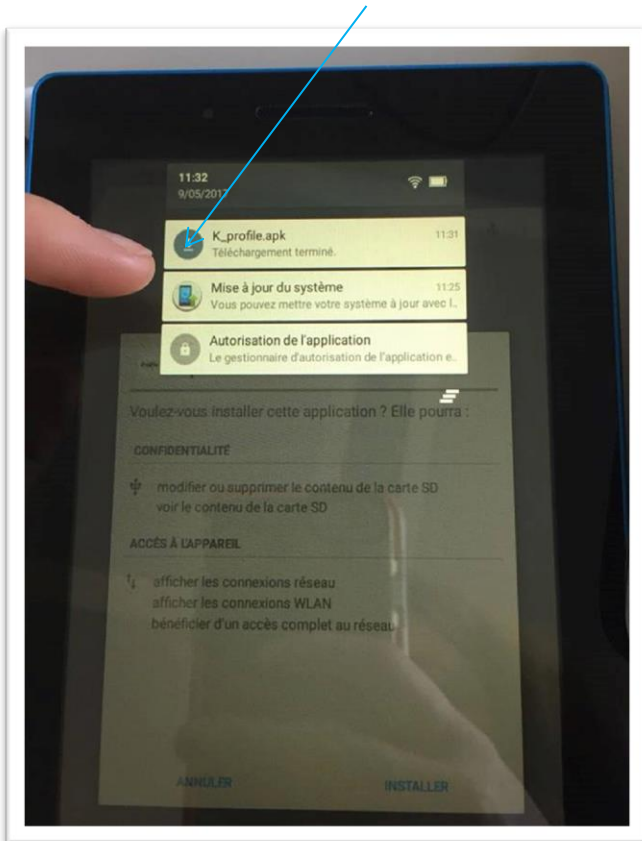 11:32
9/05/2017
K_profile.apk 11:31
Téléchargement terminé.
Mise à jour du système 11:25
Vous pouvez mettre votre système à jour avec l..
Autorisation de l'application
Le gestionnaire d'autorisation de l'application e..
Voulez-vous installer cette application ? Elle pourra :
CONFIDENTIALITÉ
modifier ou supprimer le contenu de la carte SD
voir le contenu de la carte SD
ACCÈS À L'APPAREIL
afficher les connexions réseau
afficher les connexions WLAN
bénéficier d'un accès complet au réseau
ANNULER INSTALLER